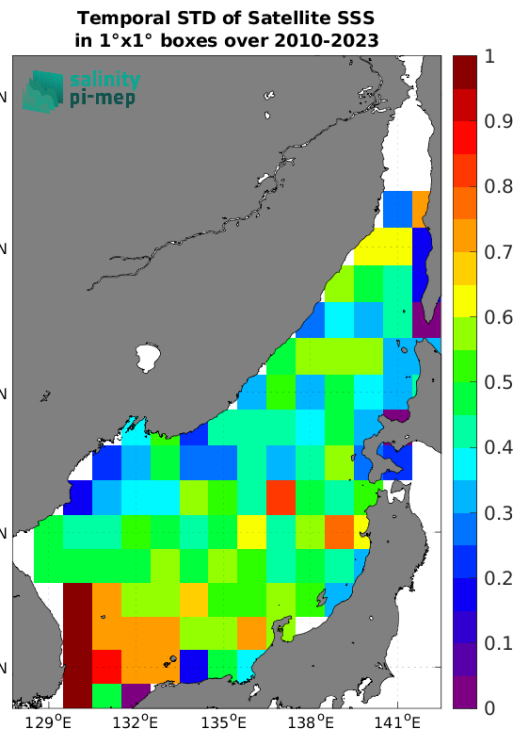 Temporal STD of Satellite SSS
in 1°x1° boxes over 2010-2023
salinity
pi-mep
N
N
N
N
N
1
0.9
0.8
0.7
0.6
0.5
0.4
0.3
0.2
0.1
0
129°E 132°E 135°E 138°E 141°E